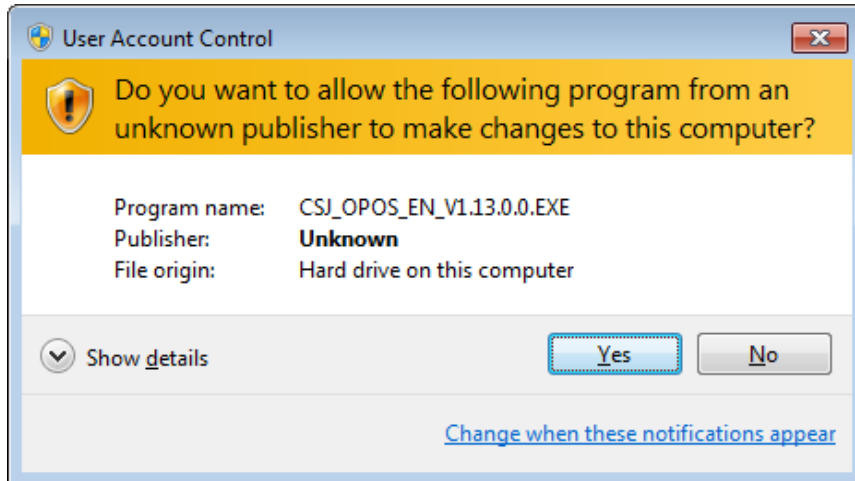 User Account Control
Do you want to allow the following program from an
unknown publisher to make changes to this computer?
Program name: CSJ_OPOS_EN_V1.13.0.0.EXE
Publisher: Unknown
File origin: Hard drive on this computer
Show details Yes No
Change when these notifications appear